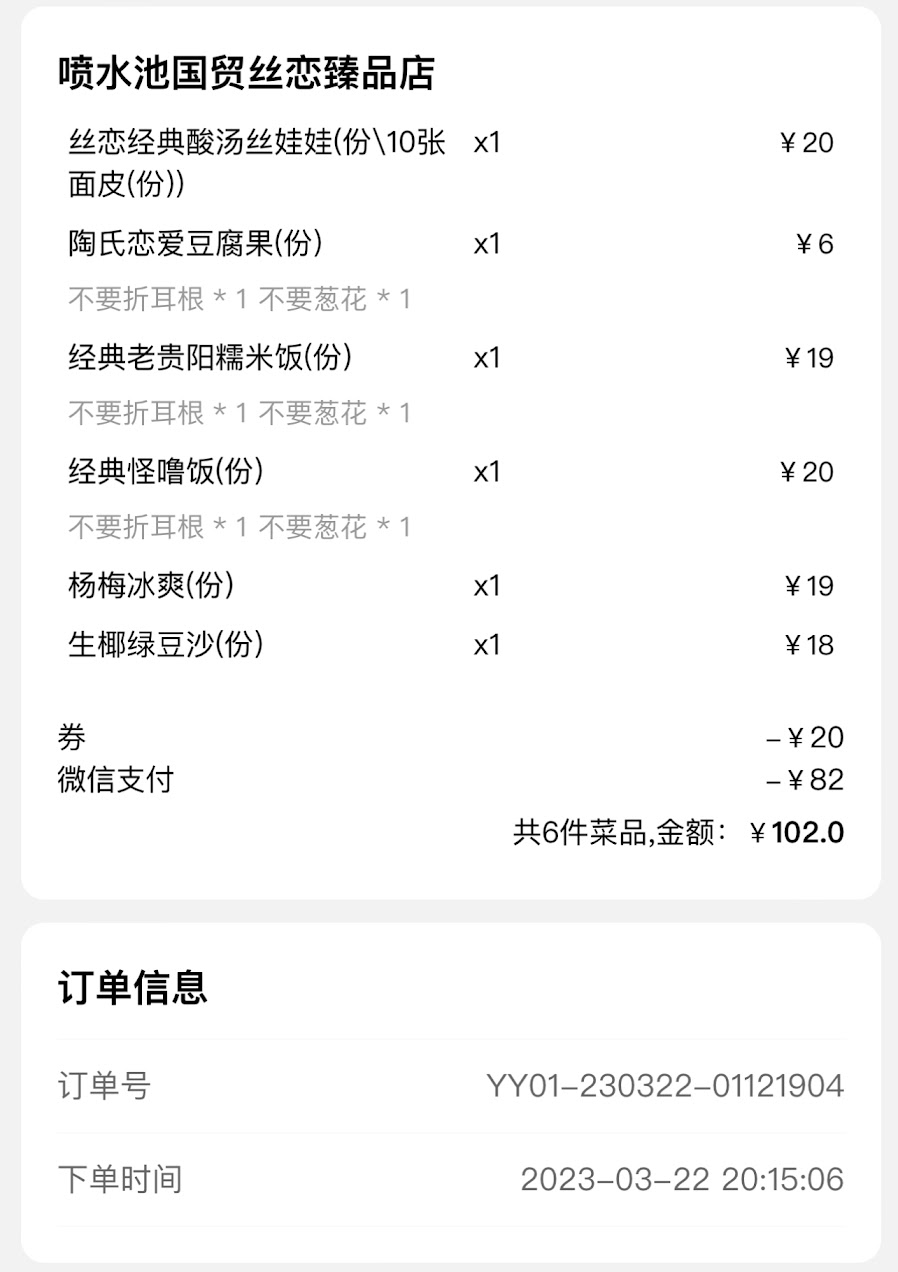 喷水池国贸丝恋臻品店
丝恋经典酸汤丝娃娃(份\10张 x1 ¥20
面皮(份))
陶氏恋爱豆腐果(份) x1 ¥6
不要折耳根 * 1 不要葱花 * 1
经典老贵阳糯米饭(份) x1 ¥19
不要折耳根 * 1 不要葱花 * 1
经典怪噜饭(份) x1 ¥20
不要折耳根 * 1 不要葱花 * 1
杨梅冰爽(份) x1 ¥19
生椰绿豆沙(份) x1 ¥18
券 –¥20
微信支付 –¥82
共6件菜品,金额： ¥102.0
订单信息
订单号 YY01–230322–01121904
下单时间 2023–03–22 20:15:06